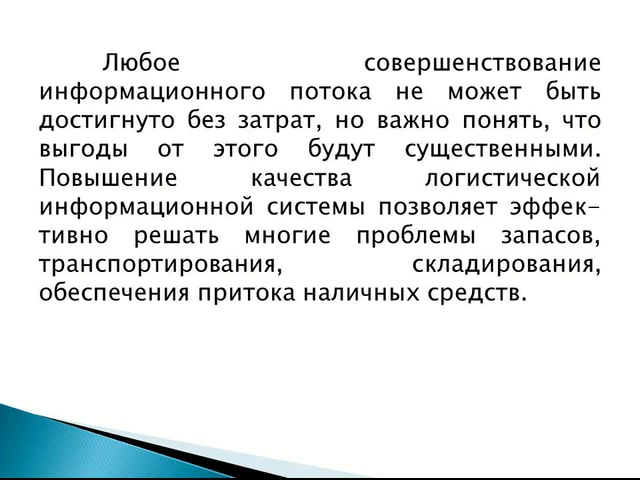 Любое совершенствование
информационного потока не может быть
достигнуто без затрат, но важно понять, что
выгоды от этого будут существенными.
Повышение качества логистической
информационной системы позволяет эффек-
тивно решать многие проблемы запасов,
транспортирования, складирования,
обеспечения притока наличных средств.